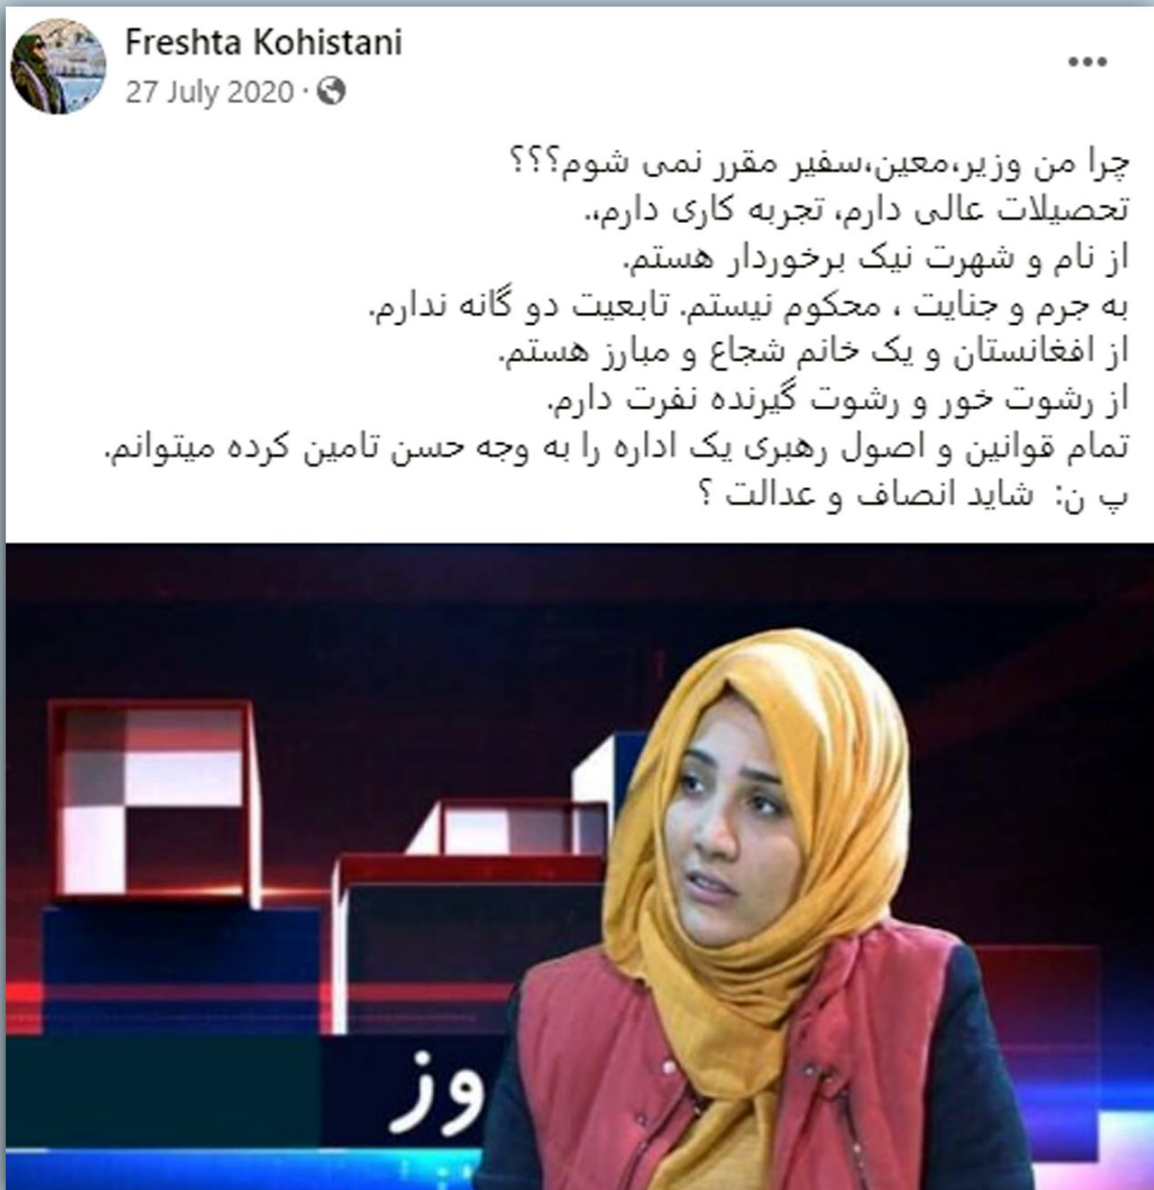 Freshta Kohistani
27 July 2020
چرا من وزیر،معین،سفیر مقرر نمی شوم؟؟؟
تحصیلات عالی دارم، تجربه کاری دارم،.
از نام و شهرت نیک برخوردار هستم.
به جرم و جنایت ، محکوم نیستم. تابعیت دو گانه ندارم.
از افغانستان و یک خانم شجاع و مبارز هستم.
از رشوت خور و رشوت گیرنده نفرت دارم.
تمام قوانین و اصول رهبری یک اداره را به وجه حسن تامین کرده میتوانم.
پ ن: شاید انصاف و عدالت ؟
وز